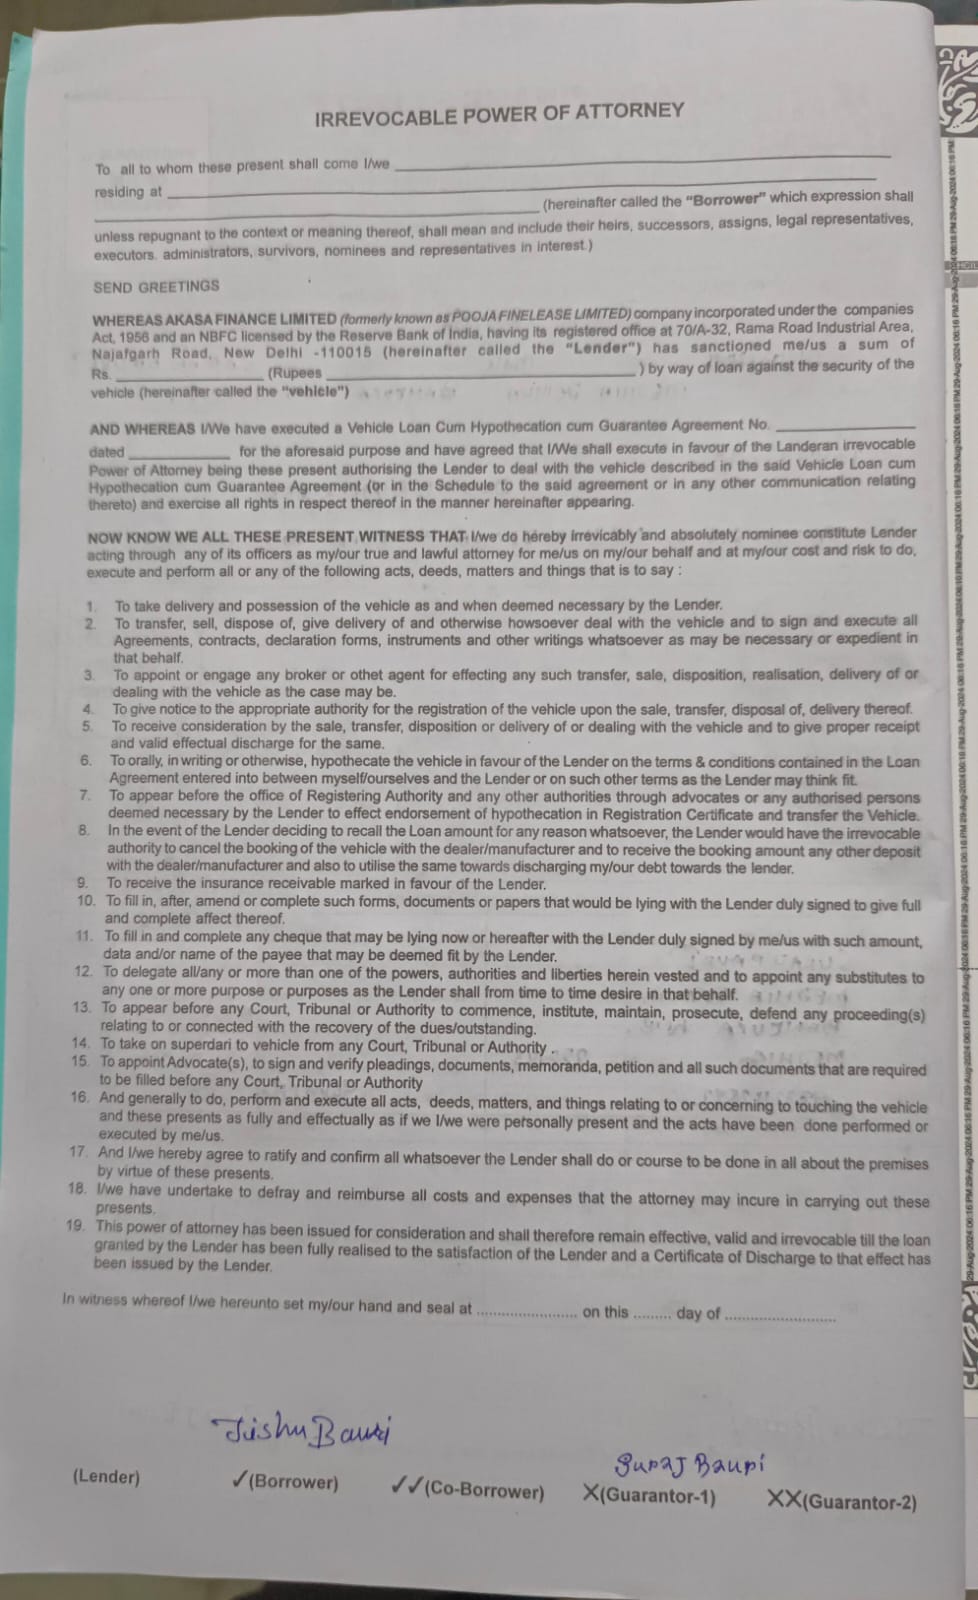 IRREVOCABLE POWER OF ATTORNEY
To all to whom these present shall come I/we
residing at
(hereinafter called the "Borrower" which expression shall
unless repugnant to the context or meaning thereof, shall mean and include their heirs, successors, assigns, legal representatives,
executors. administrators, survivors, nominees and representatives in interest.)
SEND GREETINGS
WHEREAS AKASA FINANCE LIMITED (formerly known as POOJA FINELEASE LIMITED) company incorporated under the companies
Act, 1956 and an NBFC licensed by the Reserve Bank of India, having its registered office at 70/A-32, Rama Road Industrial Area,
Najafgarh Road, New Delhi -110015 (hereinafter called the "Lender") has sanctioned me/us a sum of
Rs. ____________ (Rupees ____________ ) by way of loan against the security of the
vehicle (hereinafter called the "vehicle")
AND WHEREAS I/We have executed a Vehicle Loan Cum Hypothecation cum Guarantee Agreement No. ____________
dated ____________ for the aforesaid purpose and have agreed that I/We shall execute in favour of the Landeran irrevocable
Power of Attorney being these present authorising the Lender to deal with the vehicle described in the said Vehicle Loan cum
Hypothecation cum Guarantee Agreement (or in the Schedule to the said agreement or in any other communication relating
thereto) and exercise all rights in respect thereof in the manner hereinafter appearing.
NOW KNOW WE ALL THESE PRESENT WITNESS THAT I/we do hereby Irrevicably and absolutely nominee constitute Lender
acting through any of its officers as my/our true and lawful attorney for me/us on my/our behalf and at my/our cost and risk to do,
execute and perform all or any of the following acts, deeds, matters and things that is to say :
1. To take delivery and possession of the vehicle as and when deemed necessary by the Lender.
2. To transfer, sell, dispose of, give delivery of and otherwise howsoever deal with the vehicle and to sign and execute all
Agreements, contracts, declaration forms, instruments and other writings whatsoever as may be necessary or expedient in
that behalf.
3. To appoint or engage any broker or othet agent for effecting any such transfer, sale, disposition, realisation, delivery of or
dealing with the vehicle as the case may be.
4. To give notice to the appropriate authority for the registration of the vehicle upon the sale, transfer, disposal of, delivery thereof.
5. To receive consideration by the sale, transfer, disposition or delivery of or dealing with the vehicle and to give proper receipt
and valid effectual discharge for the same.
6. To orally, in writing or otherwise, hypothecate the vehicle in favour of the Lender on the terms & conditions contained in the Loan
Agreement entered into between myself/ourselves and the Lender or on such other terms as the Lender may think fit.
7. To appear before the office of Registering Authority and any other authorities through advocates or any authorised persons
deemed necessary by the Lender to effect endorsement of hypothecation in Registration Certificate and transfer the Vehicle.
8. In the event of the Lender deciding to recall the Loan amount for any reason whatsoever, the Lender would have the irrevocable
authority to cancel the booking of the vehicle with the dealer/manufacturer and to receive the booking amount any other deposit
with the dealer/manufacturer and also to utilise the same towards discharging my/our debt towards the lender.
9. To receive the insurance receivable marked in favour of the Lender.
10. To fill in, after, amend or complete such forms, documents or papers that would be lying with the Lender duly signed to give full
and complete affect thereof.
11. To fill in and complete any cheque that may be lying now or hereafter with the Lender duly signed by me/us with such amount,
data and/or name of the payee that may be deemed fit by the Lender.
12. To delegate all/any or more than one of the powers, authorities and liberties herein vested and to appoint any substitutes to
any one or more purpose or purposes as the Lender shall from time to time desire in that behalf.
13. To appear before any Court, Tribunal or Authority to commence, institute, maintain, prosecute, defend any proceeding(s)
relating to or connected with the recovery of the dues/outstanding.
14. To take on superdari to vehicle from any Court, Tribunal or Authority .
15. To appoint Advocate(s), to sign and verify pleadings, documents, memoranda, petition and all such documents that are required
to be filled before any Court, Tribunal or Authority
16. And generally to do, perform and execute all acts, deeds, matters, and things relating to or concerning to touching the vehicle
and these presents as fully and effectually as if we I/we were personally present and the acts have been done performed or
executed by me/us.
17. And I/we hereby agree to ratify and confirm all whatsoever the Lender shall do or course to be done in all about the premises
by virtue of these presents.
18. I/we have undertake to defray and reimburse all costs and expenses that the attorney may incure in carrying out these
presents.
19. This power of attorney has been issued for consideration and shall therefore remain effective, valid and irrevocable till the loan
granted by the Lender has been fully realised to the satisfaction of the Lender and a Certificate of Discharge to that effect has
been issued by the Lender.
In witness whereof I/we hereunto set my/our hand and seal at ........................ on this ......... day of ...........................
Jishu Bauri
Suraj Bauri
(Lender) ✓(Borrower) ✓✓(Co-Borrower) X(Guarantor-1) XX(Guarantor-2)
29-Aug-2024 06:16 PM 29-Aug-2024 06:16 PM 29-Aug-2024 06:16 PM 29-Aug-2024 06:16 PM